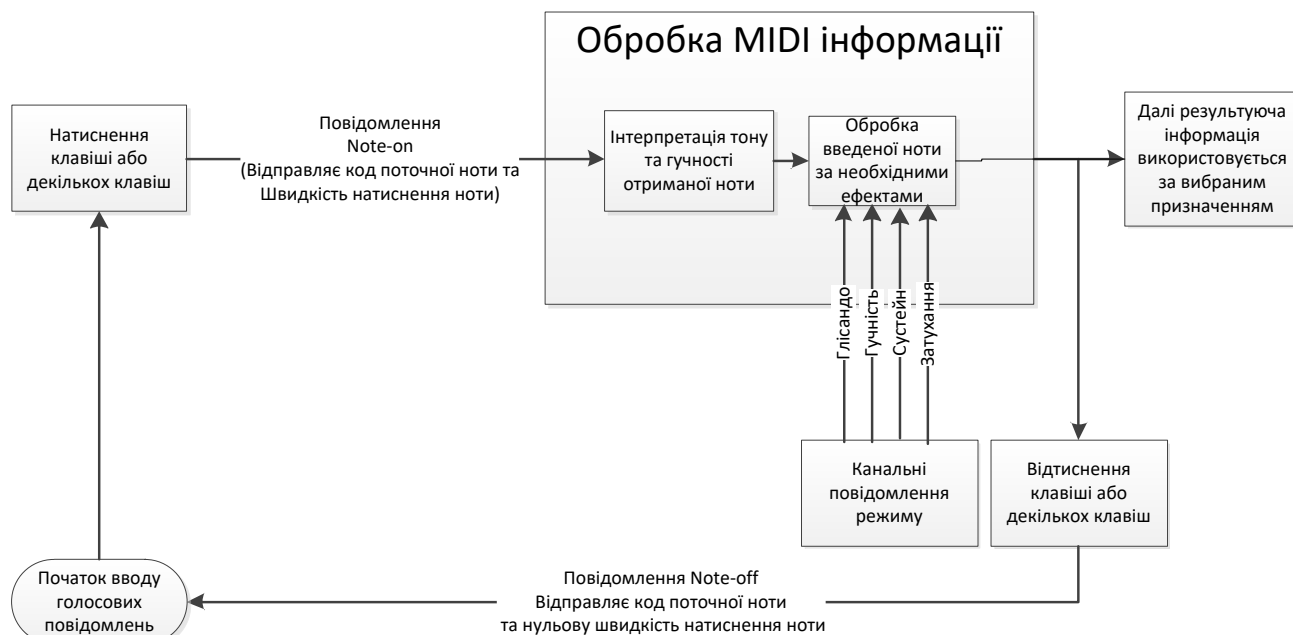 Обробка MIDI інформації
Натиснення
клавіші або
декількох клавіш
Повідомлення
Note-on
(Відправляє код поточної ноти та
Швидкість натиснення ноти)
Інтерпретація тону
та гучності
отриманої ноти
Обробка
введеної ноти
за необхідними
ефектами
Далі результуюча
інформація
використовується
за вибраним
призначенням
Глісандо
Гучність
Сустейн
Затухання
Канальні
повідомлення
режиму
Відтиснення
клавіші або
декількох клавіш
Початок вводу
голосових
повідомлень
Повідомлення Note-off
Відправляє код поточної ноти
та нульову швидкість натиснення ноти